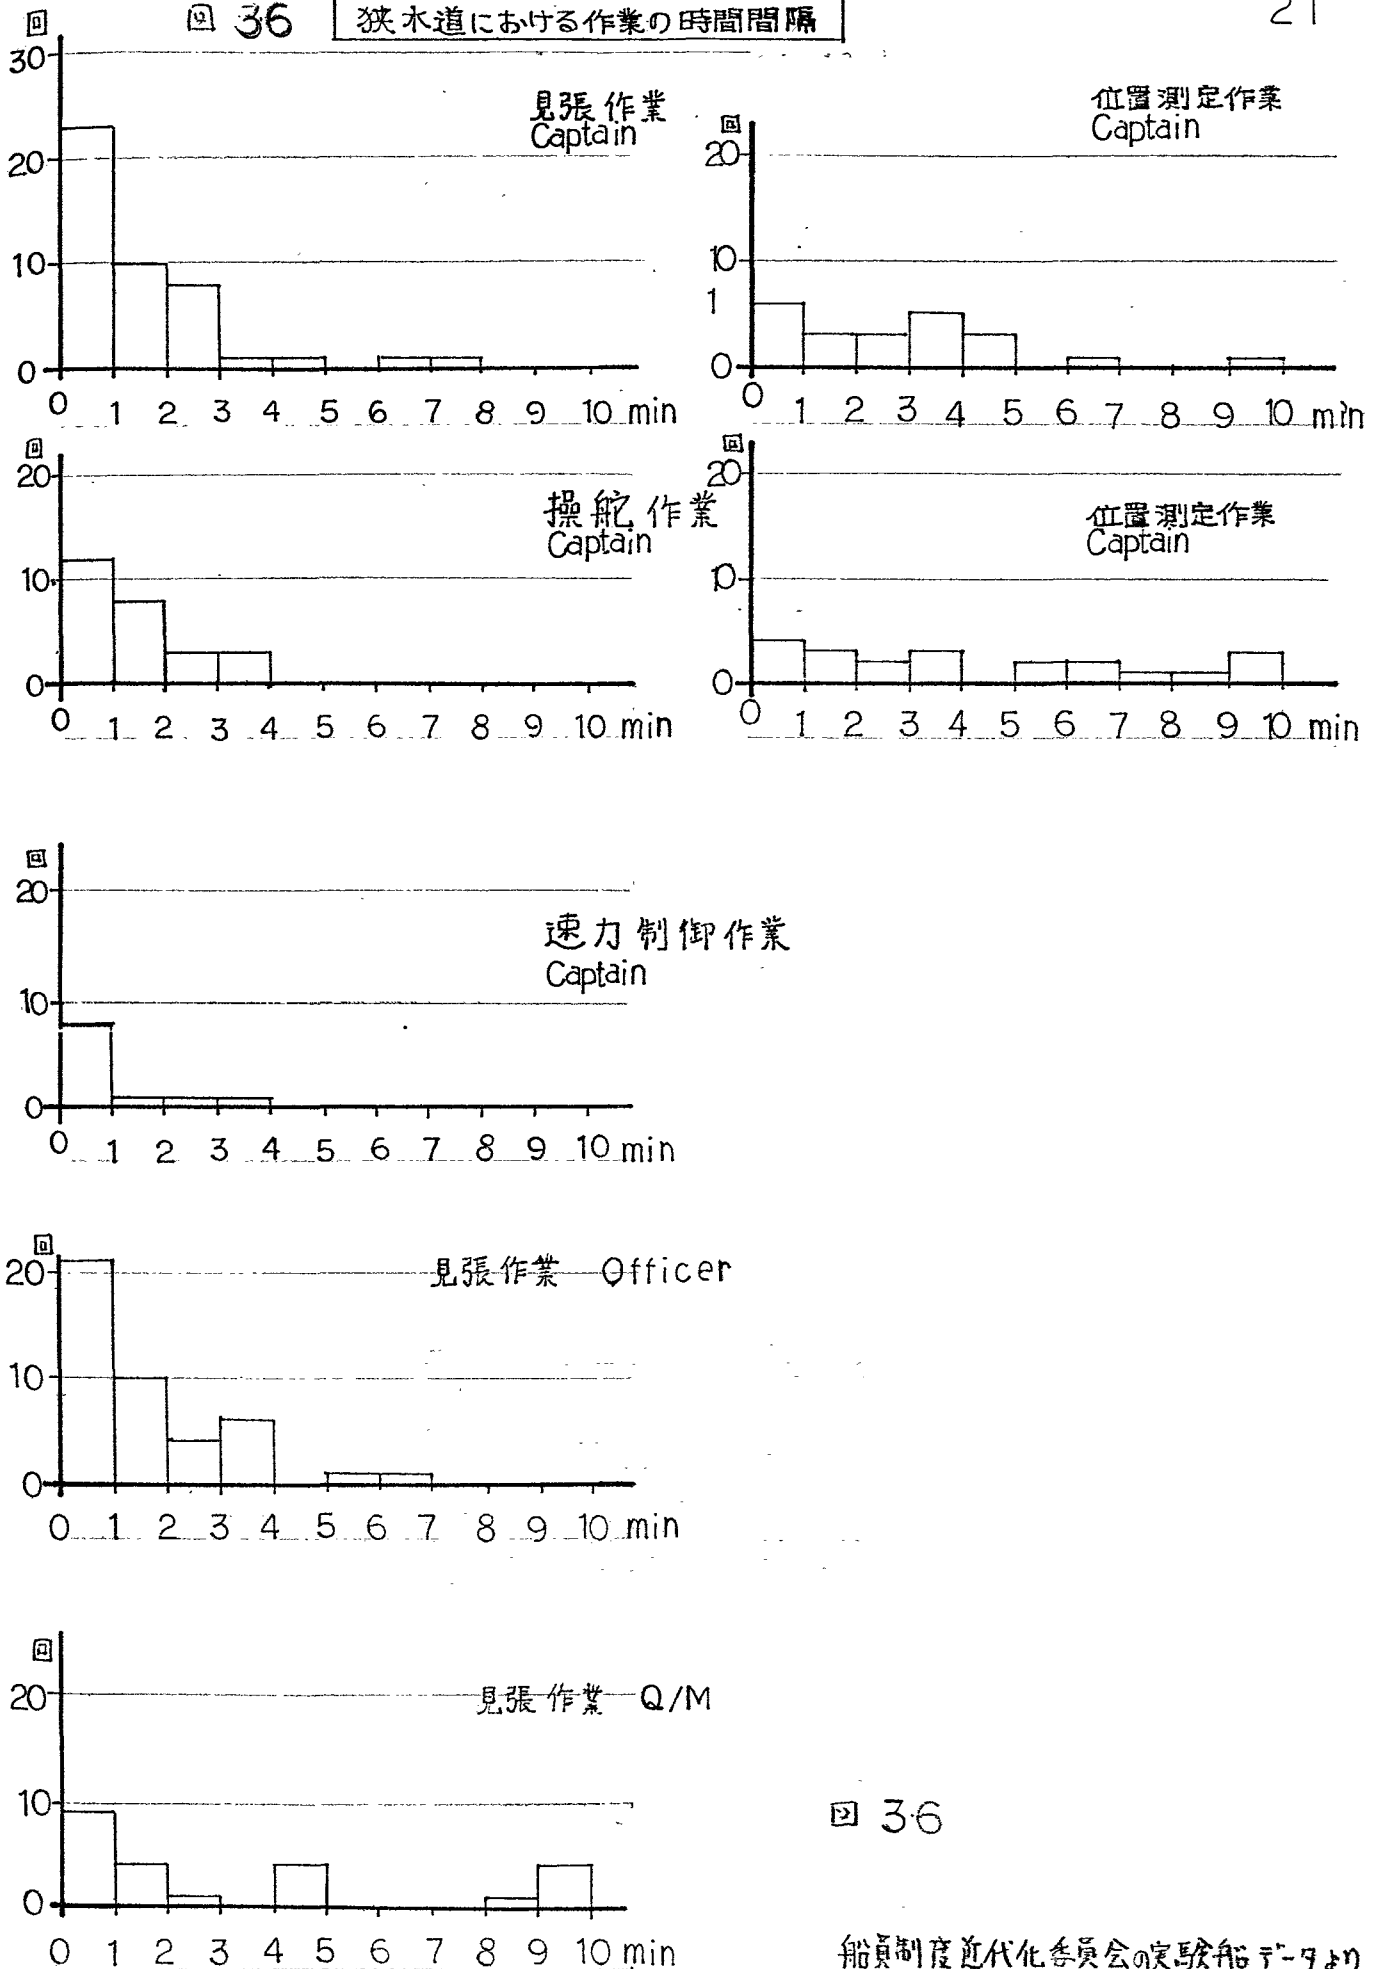 図 36 狭水道における作業の時間間隔
21
回
30
20
10
0
0 1 2 3 4 5 6 7 8 9 10 min
見張作業
Captain
回
20
10
1
0
0 1 2 3 4 5 6 7 8 9 10 min
位置測定作業
Captain
回
20
10
0
0 1 2 3 4 5 6 7 8 9 10 min
操舵作業
Captain
回
20
10
0
0 1 2 3 4 5 6 7 8 9 10 min
位置測定作業
Captain
回
20
10
0
0 1 2 3 4 5 6 7 8 9 10 min
速力制御作業
Captain
回
20
10
0
0 1 2 3 4 5 6 7 8 9 10 min
見張作業 Officer
回
20
10
0
0 1 2 3 4 5 6 7 8 9 10 min
見張作業 Q/M
図 3・6
船員制度近代化委員会の実験船データより